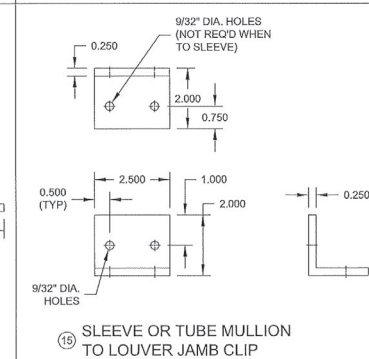 9/32" DIA. HOLES
(NOT REQ'D WHEN
TO SLEEVE)
0.250
2.000
0.750
0.500
(TYP)
2.500
1.000
2.000
0.250
9/32" DIA.
HOLES
15 SLEEVE OR TUBE MULLION
TO LOUVER JAMB CLIP